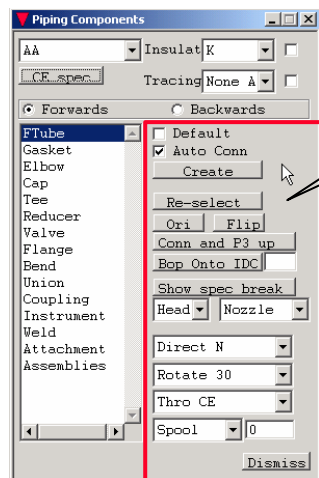 Piping Components
AA Insulat K
CE spec Tracing None A
Forwards Backwards
FTube
Gasket
Elbow
Cap
Tee
Reducer
Valve
Flange
Bend
Union
Coupling
Instrument
Weld
Attachment
Assemblies
Default
Auto Conn
Create
Re-select
Ori Flip
Conn and P3 up
Bop Onto IDC
Show spec break
Head Nozzle
Direct N
Rotate 30
Thro CE
Spool 0
Dismiss